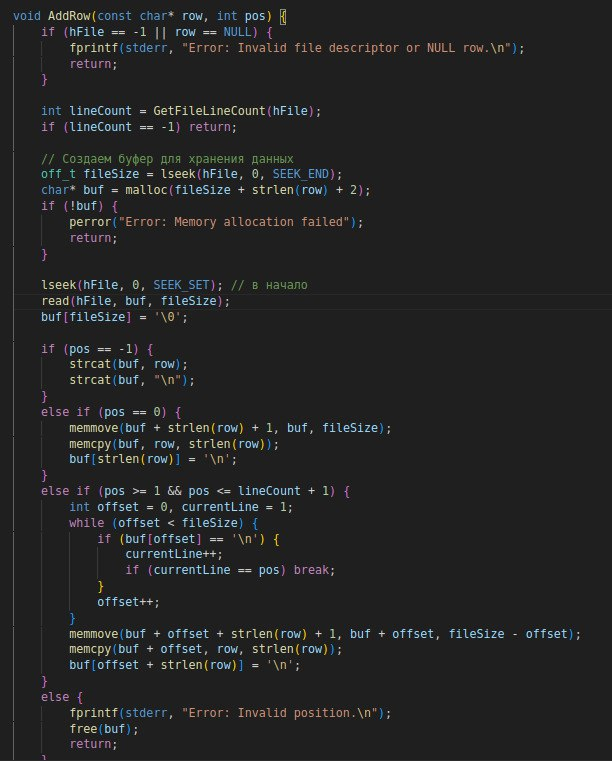 void AddRow(const char* row, int pos) {
    if (hFile == -1 || row == NULL) {
        fprintf(stderr, "Error: Invalid file descriptor or NULL row.\n");
        return;
    }

    int lineCount = GetFileLineCount(hFile);
    if (lineCount == -1) return;

    // Создаем буфер для хранения данных
    off_t fileSize = lseek(hFile, 0, SEEK_END);
    char* buf = malloc(fileSize + strlen(row) + 2);
    if (!buf) {
        perror("Error: Memory allocation failed");
        return;
    }

    lseek(hFile, 0, SEEK_SET); // в начало
    read(hFile, buf, fileSize);
    buf[fileSize] = '\0';

    if (pos == -1) {
        strcat(buf, row);
        strcat(buf, "\n");
    }
    else if (pos == 0) {
        memmove(buf + strlen(row) + 1, buf, fileSize);
        memcpy(buf, row, strlen(row));
        buf[strlen(row)] = '\n';
    }
    else if (pos >= 1 && pos <= lineCount + 1) {
        int offset = 0, currentLine = 1;
        while (offset < fileSize) {
            if (buf[offset] == '\n') {
                currentLine++;
                if (currentLine == pos) break;
            }
            offset++;
        }
        memmove(buf + offset + strlen(row) + 1, buf + offset, fileSize - offset);
        memcpy(buf + offset, row, strlen(row));
        buf[offset + strlen(row)] = '\n';
    }
    else {
        fprintf(stderr, "Error: Invalid position.\n");
        free(buf);
        return;
    }